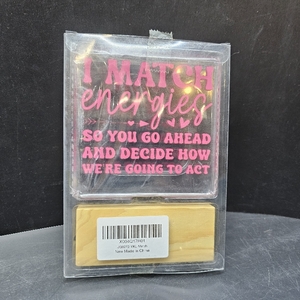 I MATCH
energies
SO YOU GO AHEAD
AND DECIDE HOW
WE'RE GOING TO ACT